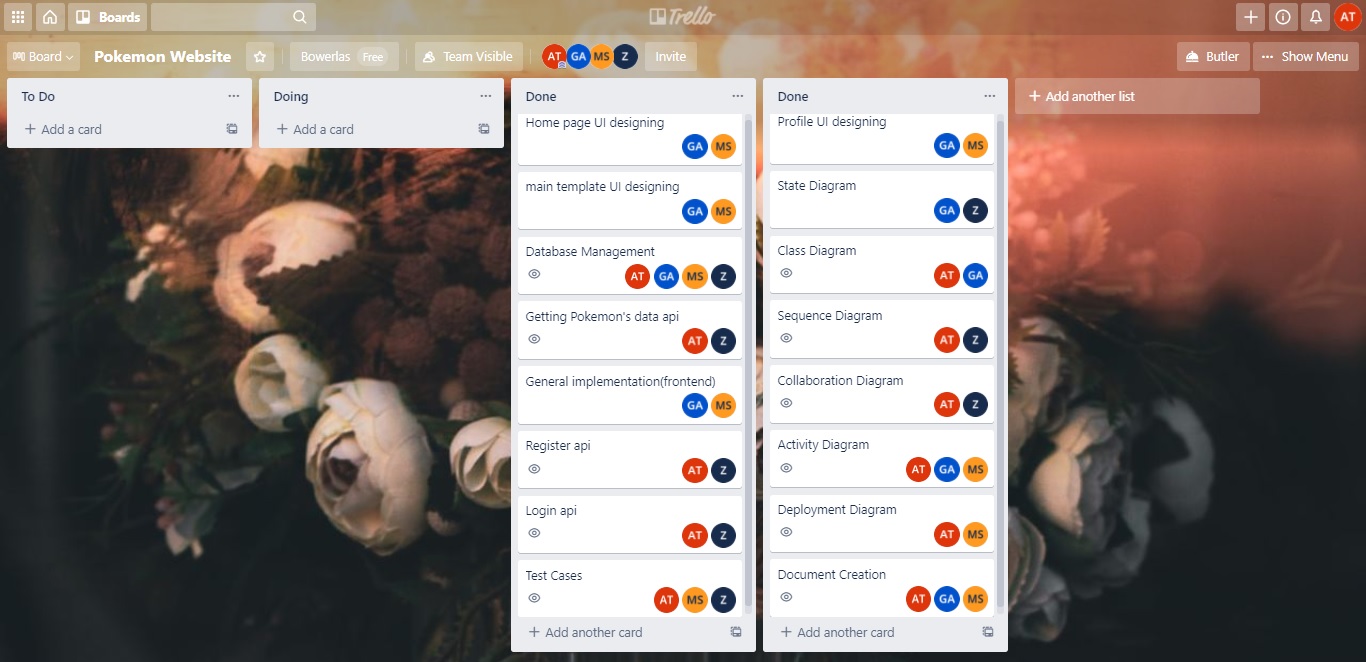 Boards
Trello
AT
Board
Pokemon Website
Bowerlas Free
Team Visible
AT GA MS Z
Invite
Butler
Show Menu
To Do
Add a card
Doing
Add a card
Done
Home page UI designing
GA MS
main template UI designing
GA MS
Database Management
AT GA MS Z
Getting Pokemon's data api
AT Z
General implementation(frontend)
GA MS
Register api
AT Z
Login api
AT Z
Test Cases
AT MS Z
Add another card
Done
Profile UI designing
GA MS
State Diagram
GA Z
Class Diagram
AT GA
Sequence Diagram
AT Z
Collaboration Diagram
AT Z
Activity Diagram
AT GA MS
Deployment Diagram
AT MS
Document Creation
AT GA MS
Add another card
Add another list